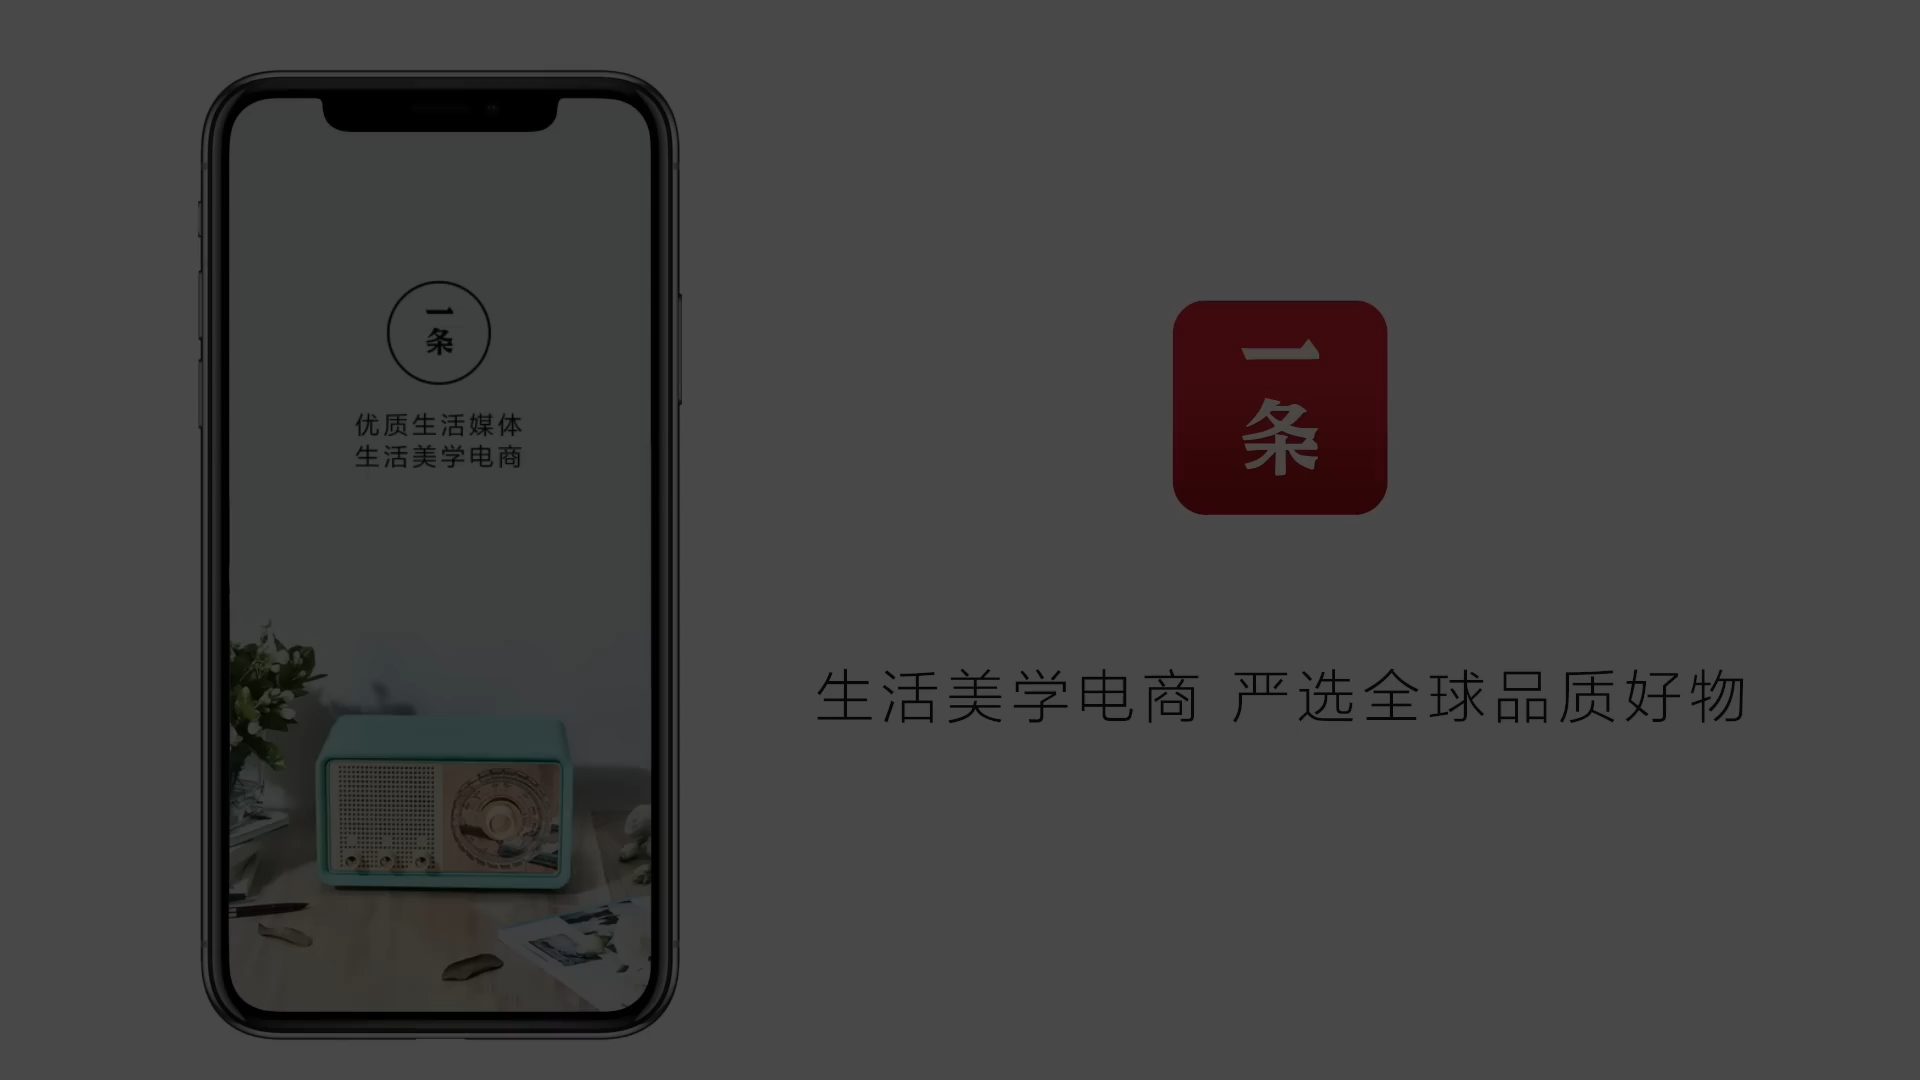 一
条
优质生活媒体
生活美学电商
一
条
生活美学电商 严选全球品质好物